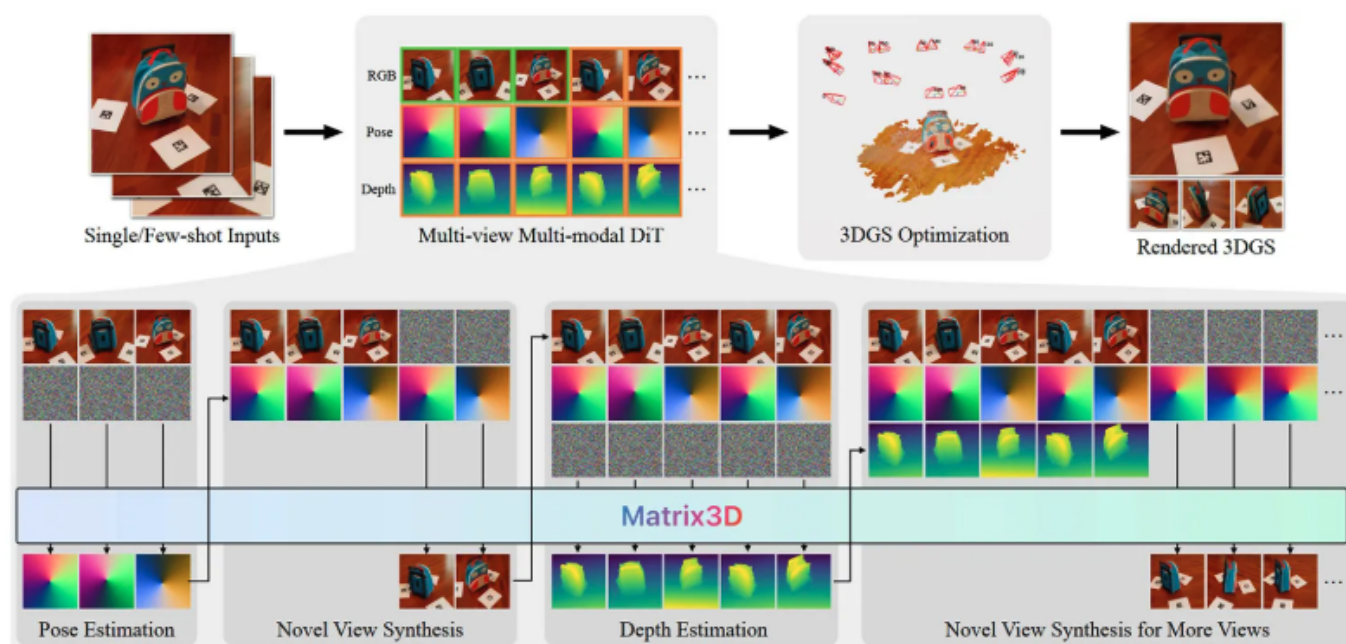 RGB
Pose
Depth
...
...
...
Single/Few-shot Inputs
Multi-view Multi-modal DiT
3DGS Optimization
Rendered 3DGS
...
...
Matrix3D
...
Pose Estimation
Novel View Synthesis
Depth Estimation
Novel View Synthesis for More Views